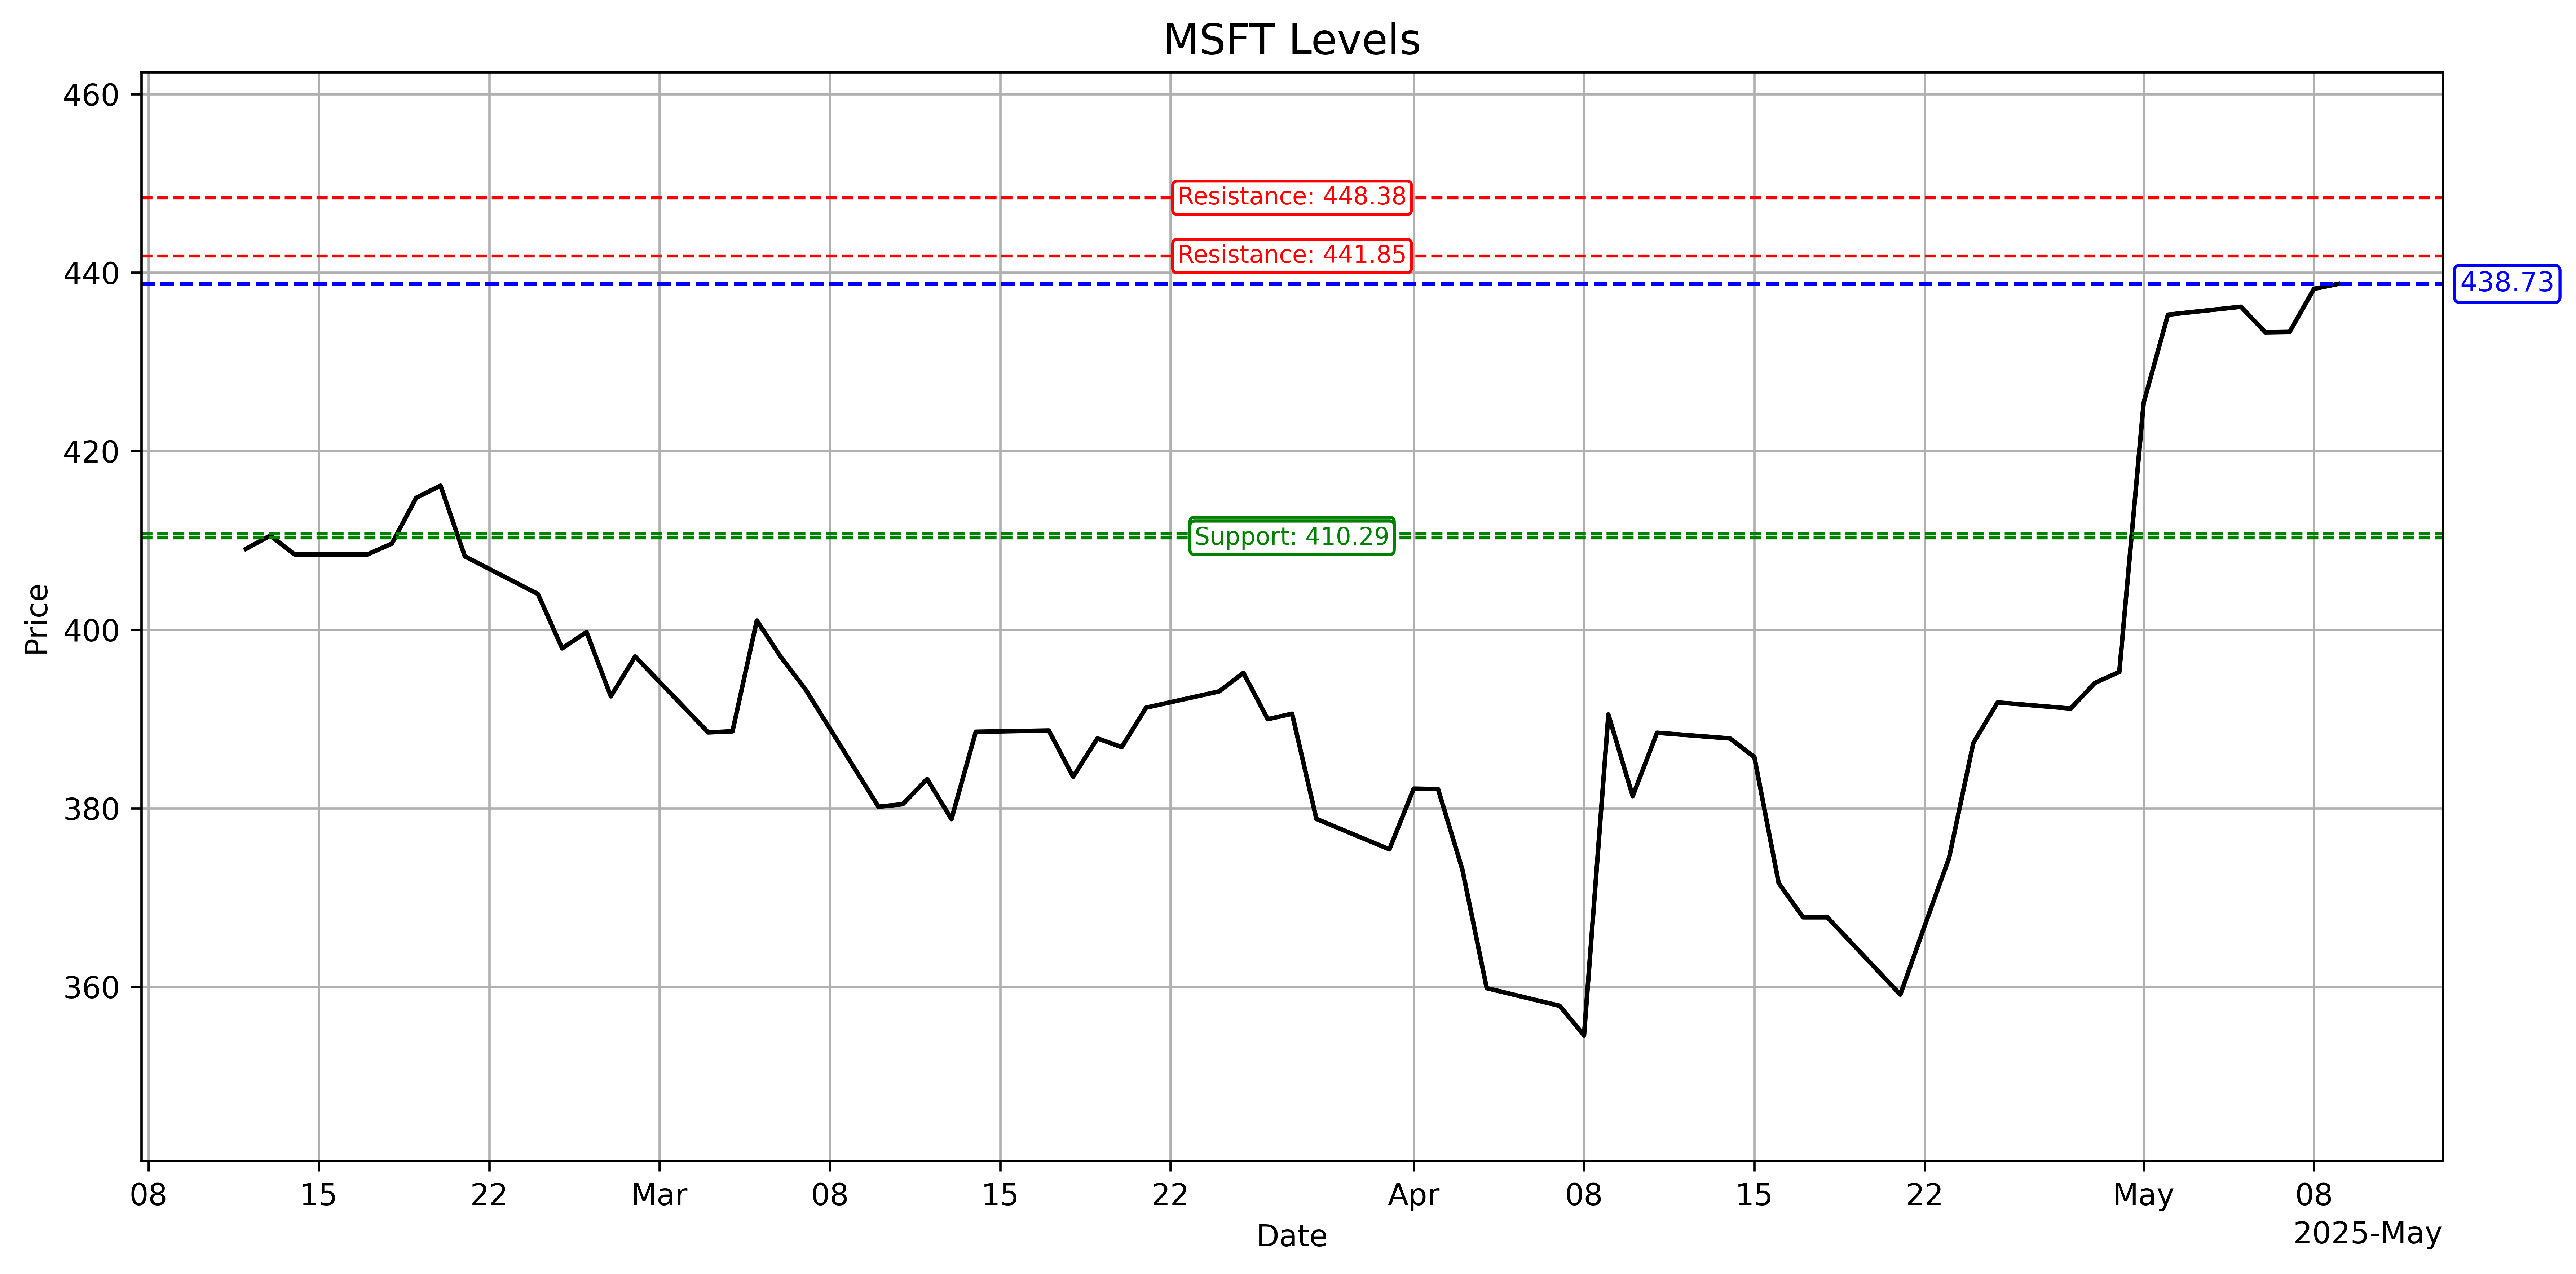 MSFT Levels
460
440
420
400
380
360
Price
Resistance: 448.38
Resistance: 441.85
438.73
Support: 410.29
08 15 22 Mar 08 15 22 Apr 08 15 22 May 08
Date
2025-May